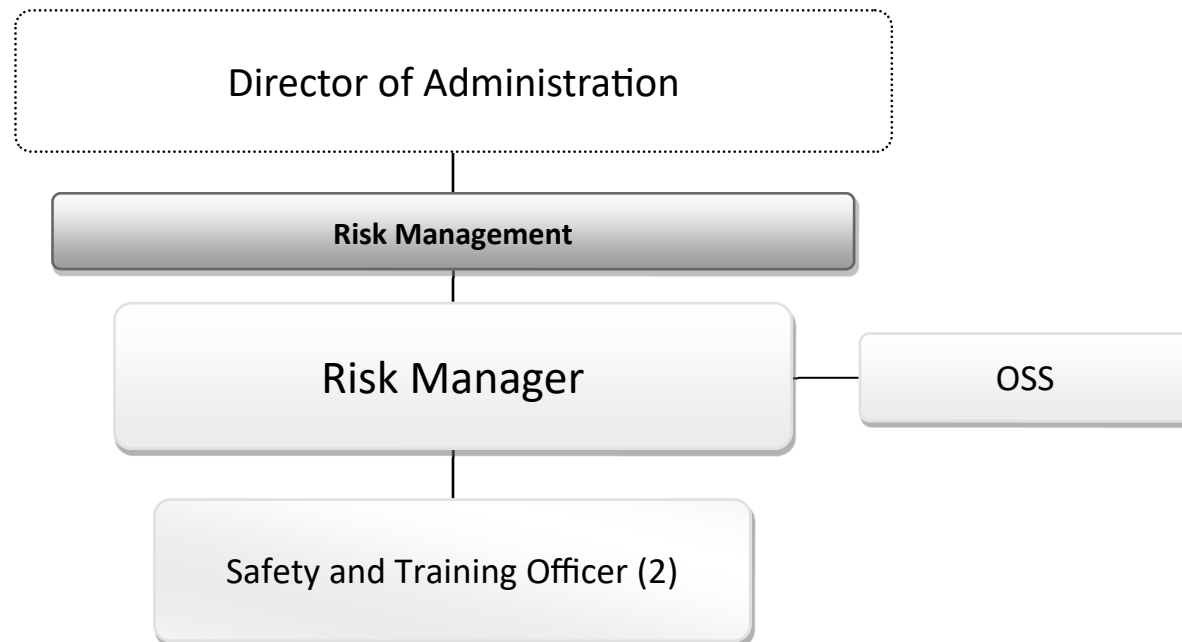 Director of Administration
Risk Management
Risk Manager
OSS
Safety and Training Officer (2)